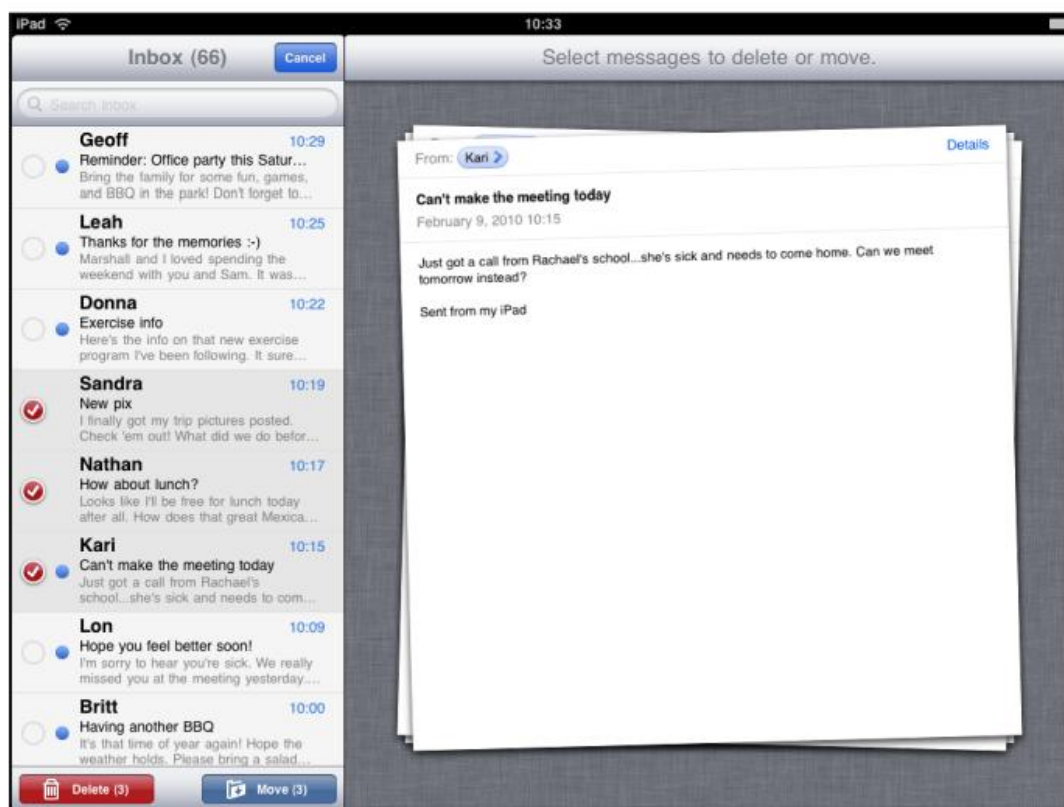 iPad 10:33
Inbox (66) Cancel
Select messages to delete or move.
Search Inbox
Geoff 10:29
Reminder: Office party this Satur...
Bring the family for some fun, games,
and BBQ in the park! Don't forget to...
Leah 10:25
Thanks for the memories :-)
Marshall and I loved spending the
weekend with you and Sam. It was...
Donna 10:22
Exercise info
Here's the info on that new exercise
program I've been following. It sure...
Sandra 10:19
New pix
I finally got my trip pictures posted.
Check 'em out! What did we do befor...
Nathan 10:17
How about lunch?
Looks like I'll be free for lunch today
after all. How does that great Mexica...
Kari 10:15
Can't make the meeting today
Just got a call from Rachael's
school...she's sick and needs to com...
Lon 10:09
Hope you feel better soon!
I'm sorry to hear you're sick. We really
missed you at the meeting yesterday....
Britt 10:00
Having another BBQ
It's that time of year again! Hope the
weather holds. Please bring a salad...
Delete (3) Move (3)
From: Kari Details
Can't make the meeting today
February 9, 2010 10:15
Just got a call from Rachael's school...she's sick and needs to come home. Can we meet
tomorrow instead?
Sent from my iPad